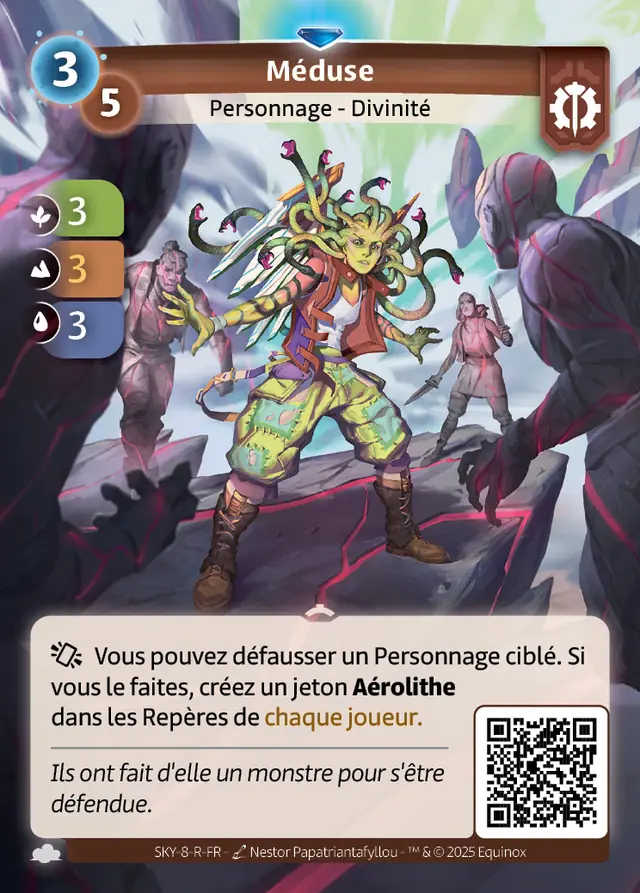 3
Méduse
5
Personnage - Divinité
3
3
3
Vous pouvez défausser un Personnage ciblé. Si
vous le faites, créez un jeton Aérolithe
dans les Repères de chaque joueur.
Ils ont fait d'elle un monstre pour s'être
défendue.
SKY-8-R-FR - Nestor Papatriantafyllou - ™ & © 2025 Equinox